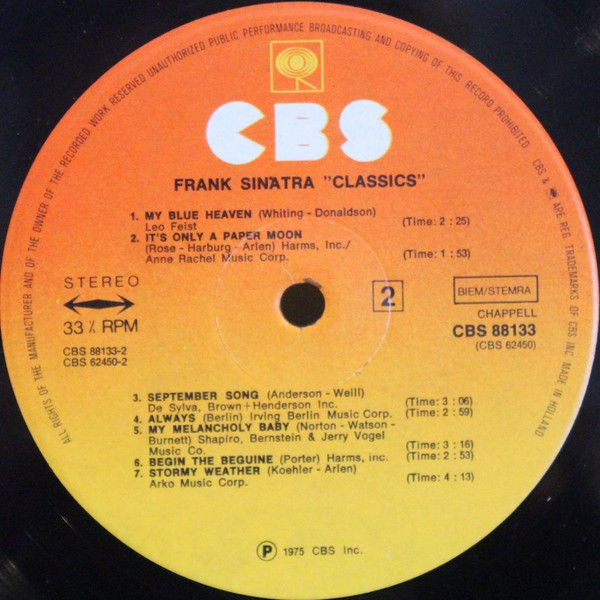 ALL RIGHTS OF THE MANUFACTURER AND OF THE OWNER OF THE RECORDED WORK RESERVED UNAUTHORIZED PUBLIC PERFORMANCE BROADCASTING AND COPYING OF THIS RECORD PROHIBITED CBS & ARE REG. TRADEMARKS OF CBS INC MADE IN HOLLAND
CBS
FRANK SINATRA "CLASSICS"
1. MY BLUE HEAVEN (Whiting - Donaldson)
Leo Feist (Time: 2 : 25)
2. IT'S ONLY A PAPER MOON
(Rose - Harburg - Arlen) Harms, Inc./
Anne Rachel Music Corp. (Time: 1 : 53)
STEREO
33⅓ RPM
CBS 88133-2
CBS 62450-2
2
BIEM/STEMRA
CHAPPELL
CBS 88133
(CBS 62450)
3. SEPTEMBER SONG (Anderson - Weill)
De Sylva, Brown + Henderson Inc. (Time: 3 : 06)
4. ALWAYS (Berlin) Irving Berlin Music Corp. (Time: 2 : 59)
5. MY MELANCHOLY BABY (Norton - Watson -
Burnett) Shapiro, Bernstein & Jerry Vogel
Music Co. (Time: 3 : 16)
6. BEGIN THE BEGUINE (Porter) Harms, inc. (Time: 2 : 53)
7. STORMY WEATHER (Koehler - Arlen)
Arko Music Corp. (Time: 4 : 13)
Ⓟ 1975 CBS Inc.